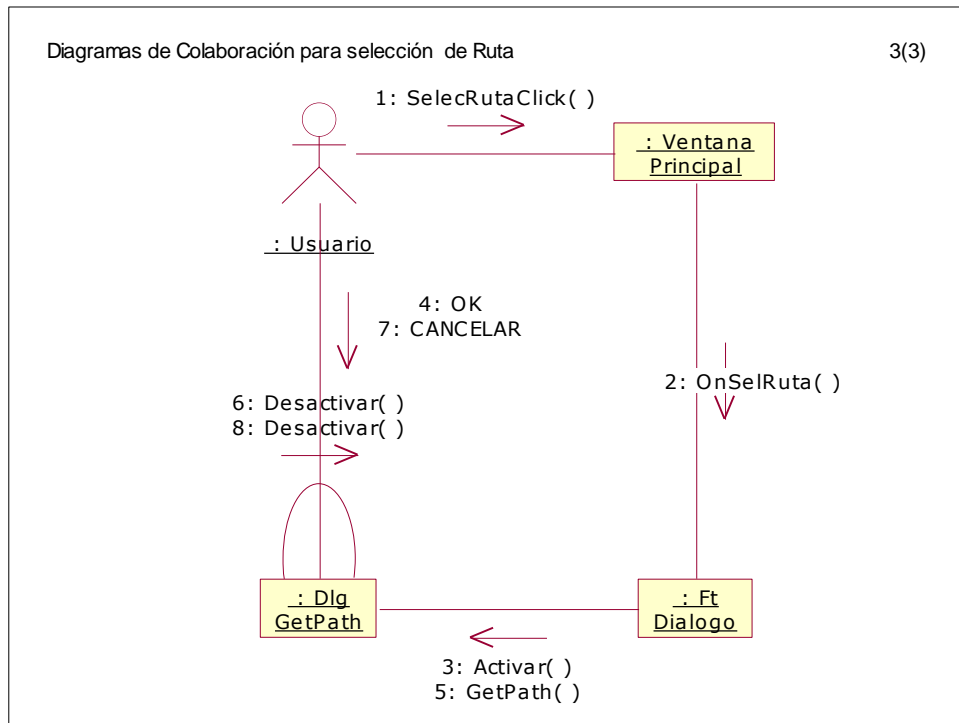 Diagramas de Colaboración para selección de Ruta
3(3)
1: SelecRutaClick( )
: Ventana
Principal
: Usuario
4: OK
7: CANCELAR
2: OnSelRuta( )
6: Desactivar( )
8: Desactivar( )
: Dlg
GetPath
: Ft
Dialogo
3: Activar( )
5: GetPath( )